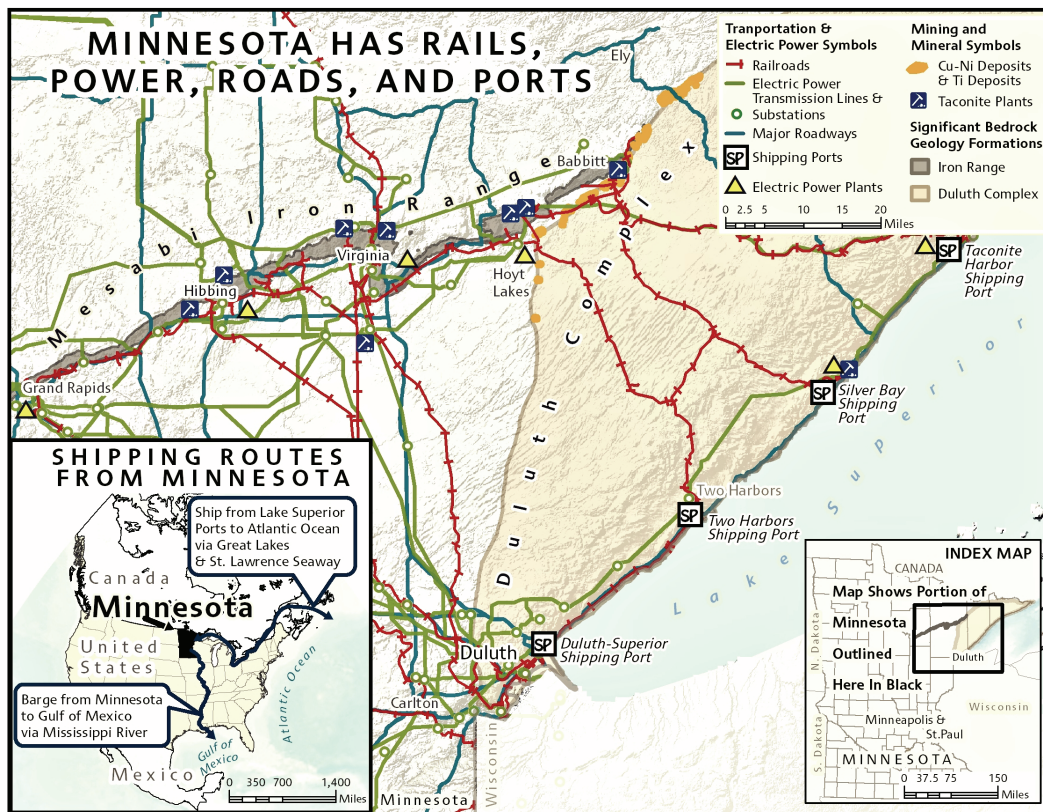 MINNESOTA HAS RAILS,
POWER, ROADS, AND PORTS
Tranportation &
Electric Power Symbols
Railroads
Electric Power
Transmission Lines &
Substations
Major Roadways
SP Shipping Ports
Electric Power Plants
0 2.5 5 10 15 20
Miles
Mining and
Mineral Symbols
Cu-Ni Deposits
& Ti Deposits
Taconite Plants
Significant Bedrock
Geology Formations
Iron Range
Duluth Complex
Ely
Babbitt
Mesabi Iron Range
Virginia
Hoyt
Lakes
Hibbing
Grand Rapids
Duluth Complex
SP
Taconite
Harbor
Shipping
Port
SP
Silver Bay
Shipping
Port
Two Harbors
SP
Two Harbors
Shipping Port
Lake Superior
SP
Duluth-Superior
Shipping Port
Duluth
Carlton
Minnesota
Wisconsin
SHIPPING ROUTES
FROM MINNESOTA
Ship from Lake Superior
Ports to Atlantic Ocean
via Great Lakes
& St. Lawrence Seaway
Canada
Minnesota
United
States
Barge from Minnesota
to Gulf of Mexico
via Mississippi River
Atlantic Ocean
Gulf of
Mexico
Mexico
0 350 700 1,400
Miles
INDEX MAP
CANADA
Map Shows Portion of
Minnesota
Outlined
Here In Black
N. Dakota
S. Dakota
Duluth
Wisconsin
Minneapolis &
St.Paul
MINNESOTA
0 37.5 75 150
Miles